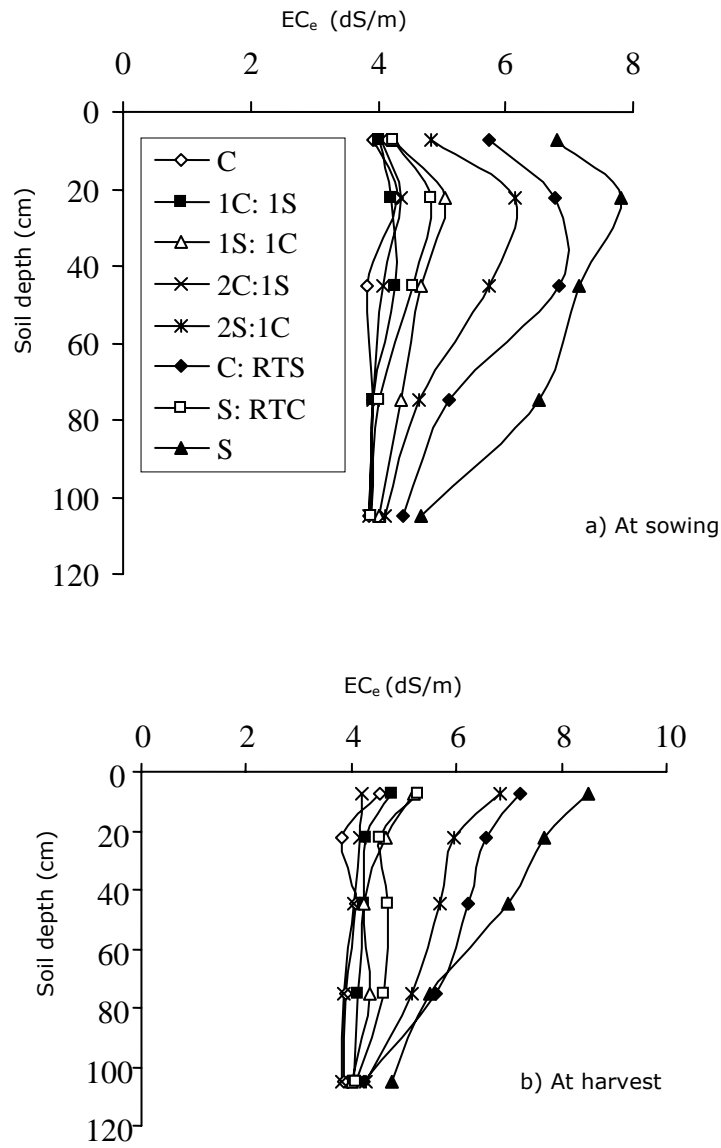 ECe (dS/m)
0 2 4 6 8
0
20
40
60
80
100
120
Soil depth (cm)
C
1C: 1S
1S: 1C
2C:1S
2S:1C
C: RTS
S: RTC
S
a) At sowing
ECe (dS/m)
0 2 4 6 8 10
0
20
40
60
80
100
120
Soil depth (cm)
b) At harvest